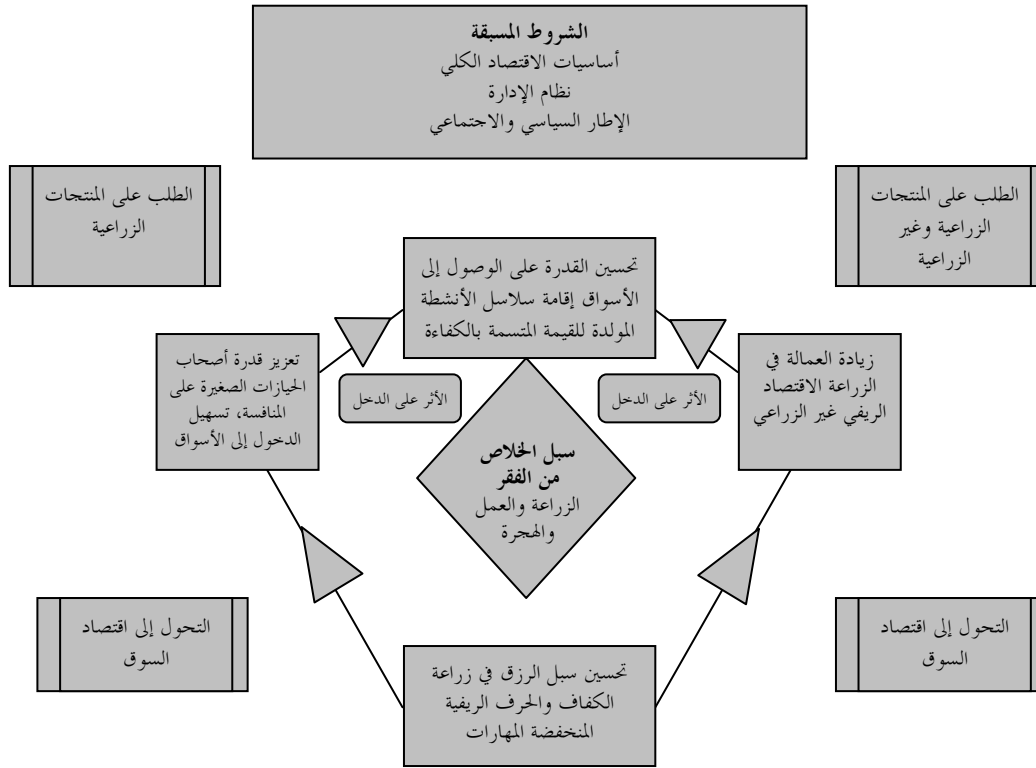 الشروط المسبقة
أساسيات الاقتصاد الكلي
نظام الإدارة
الإطار السياسي والاجتماعي
الطلب على المنتجات
الزراعية وغير
الزراعية
الطلب على المنتجات
الزراعية
تحسين القدرة على الوصول إلى
الأسواق إقامة سلاسل الأنشطة
المولدة للقيمة المتسمة بالكفاءة
زيادة العمالة في
الزراعة الاقتصاد
الريفي غير الزراعي
الأثر على الدخل
الأثر على الدخل
تعزيز قدرة أصحاب
الحيازات الصغيرة على
المنافسة، تسهيل
الدخول إلى الأسواق
سبل الخلاص
من الفقر
الزراعة والعمل
والهجرة
التحول إلى اقتصاد
السوق
التحول إلى اقتصاد
السوق
تحسين سبل الرزق في زراعة
الكفاف والحرف الريفية
المنخفضة المهارات